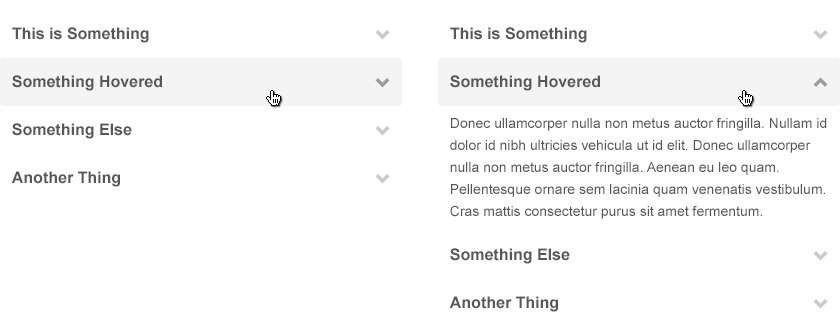 This is Something
Something Hovered
Something Else
Another Thing
This is Something
Something Hovered
Donec ullamcorper nulla non metus auctor fringilla. Nullam id
dolor id nibh ultricies vehicula ut id elit. Donec ullamcorper
nulla non metus auctor fringilla. Aenean eu leo quam.
Pellentesque ornare sem lacinia quam venenatis vestibulum.
Cras mattis consectetur purus sit amet fermentum.
Something Else
Another Thing